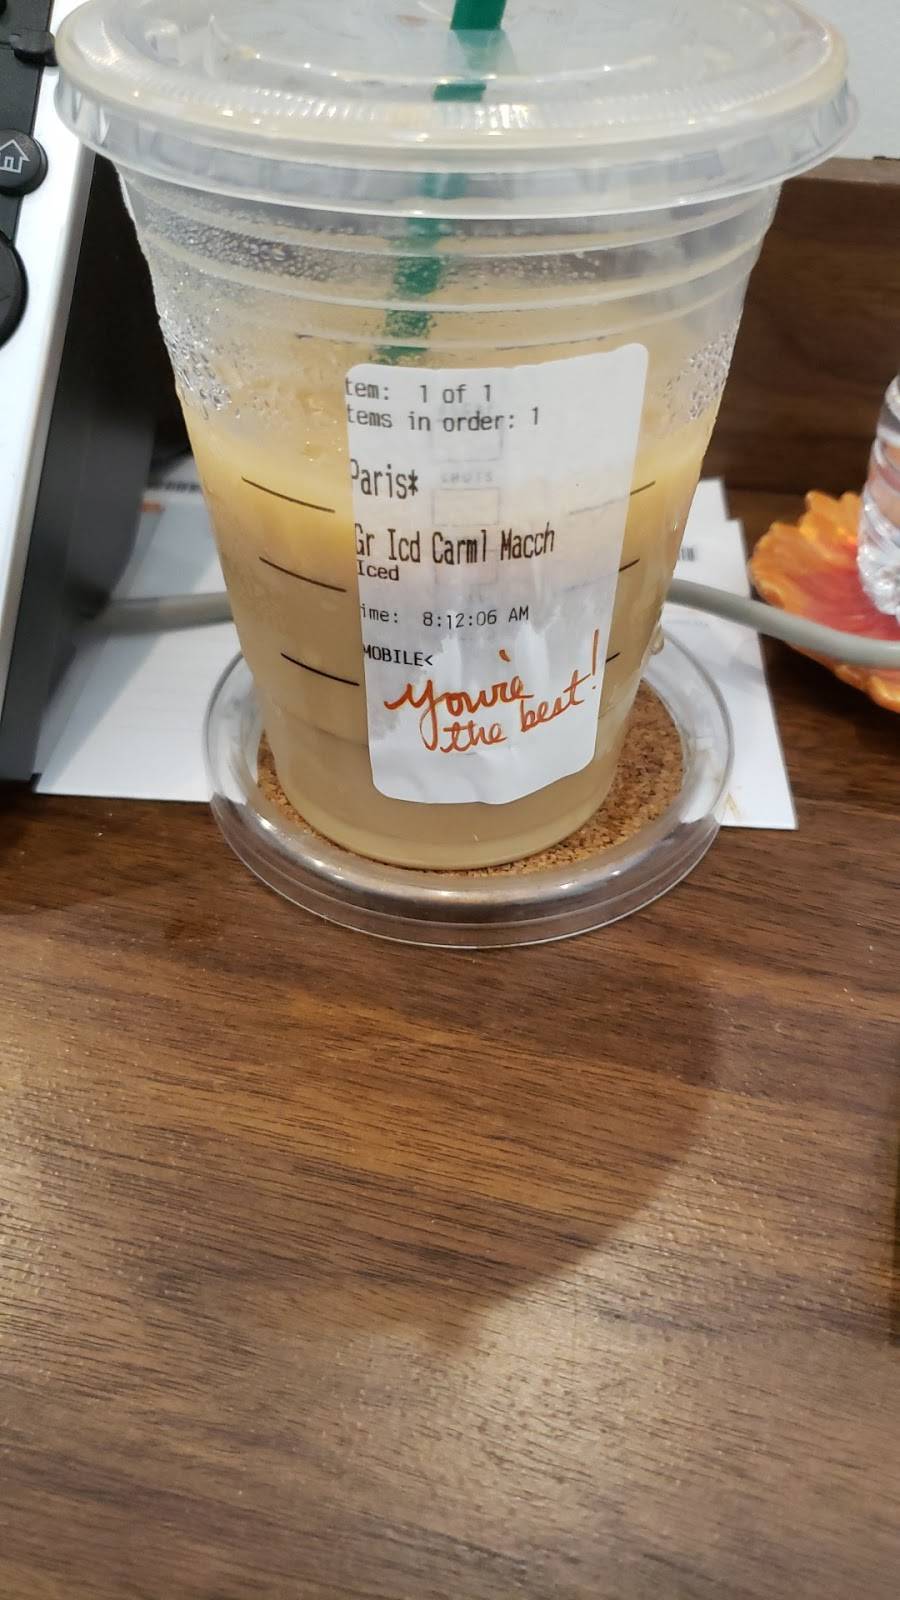 tem: 1 of 1
tems in order: 1
Paris*
Gr Icd Carml Macch
Iced
ime: 8:12:06 AM
MOBILE<
you're
the best!